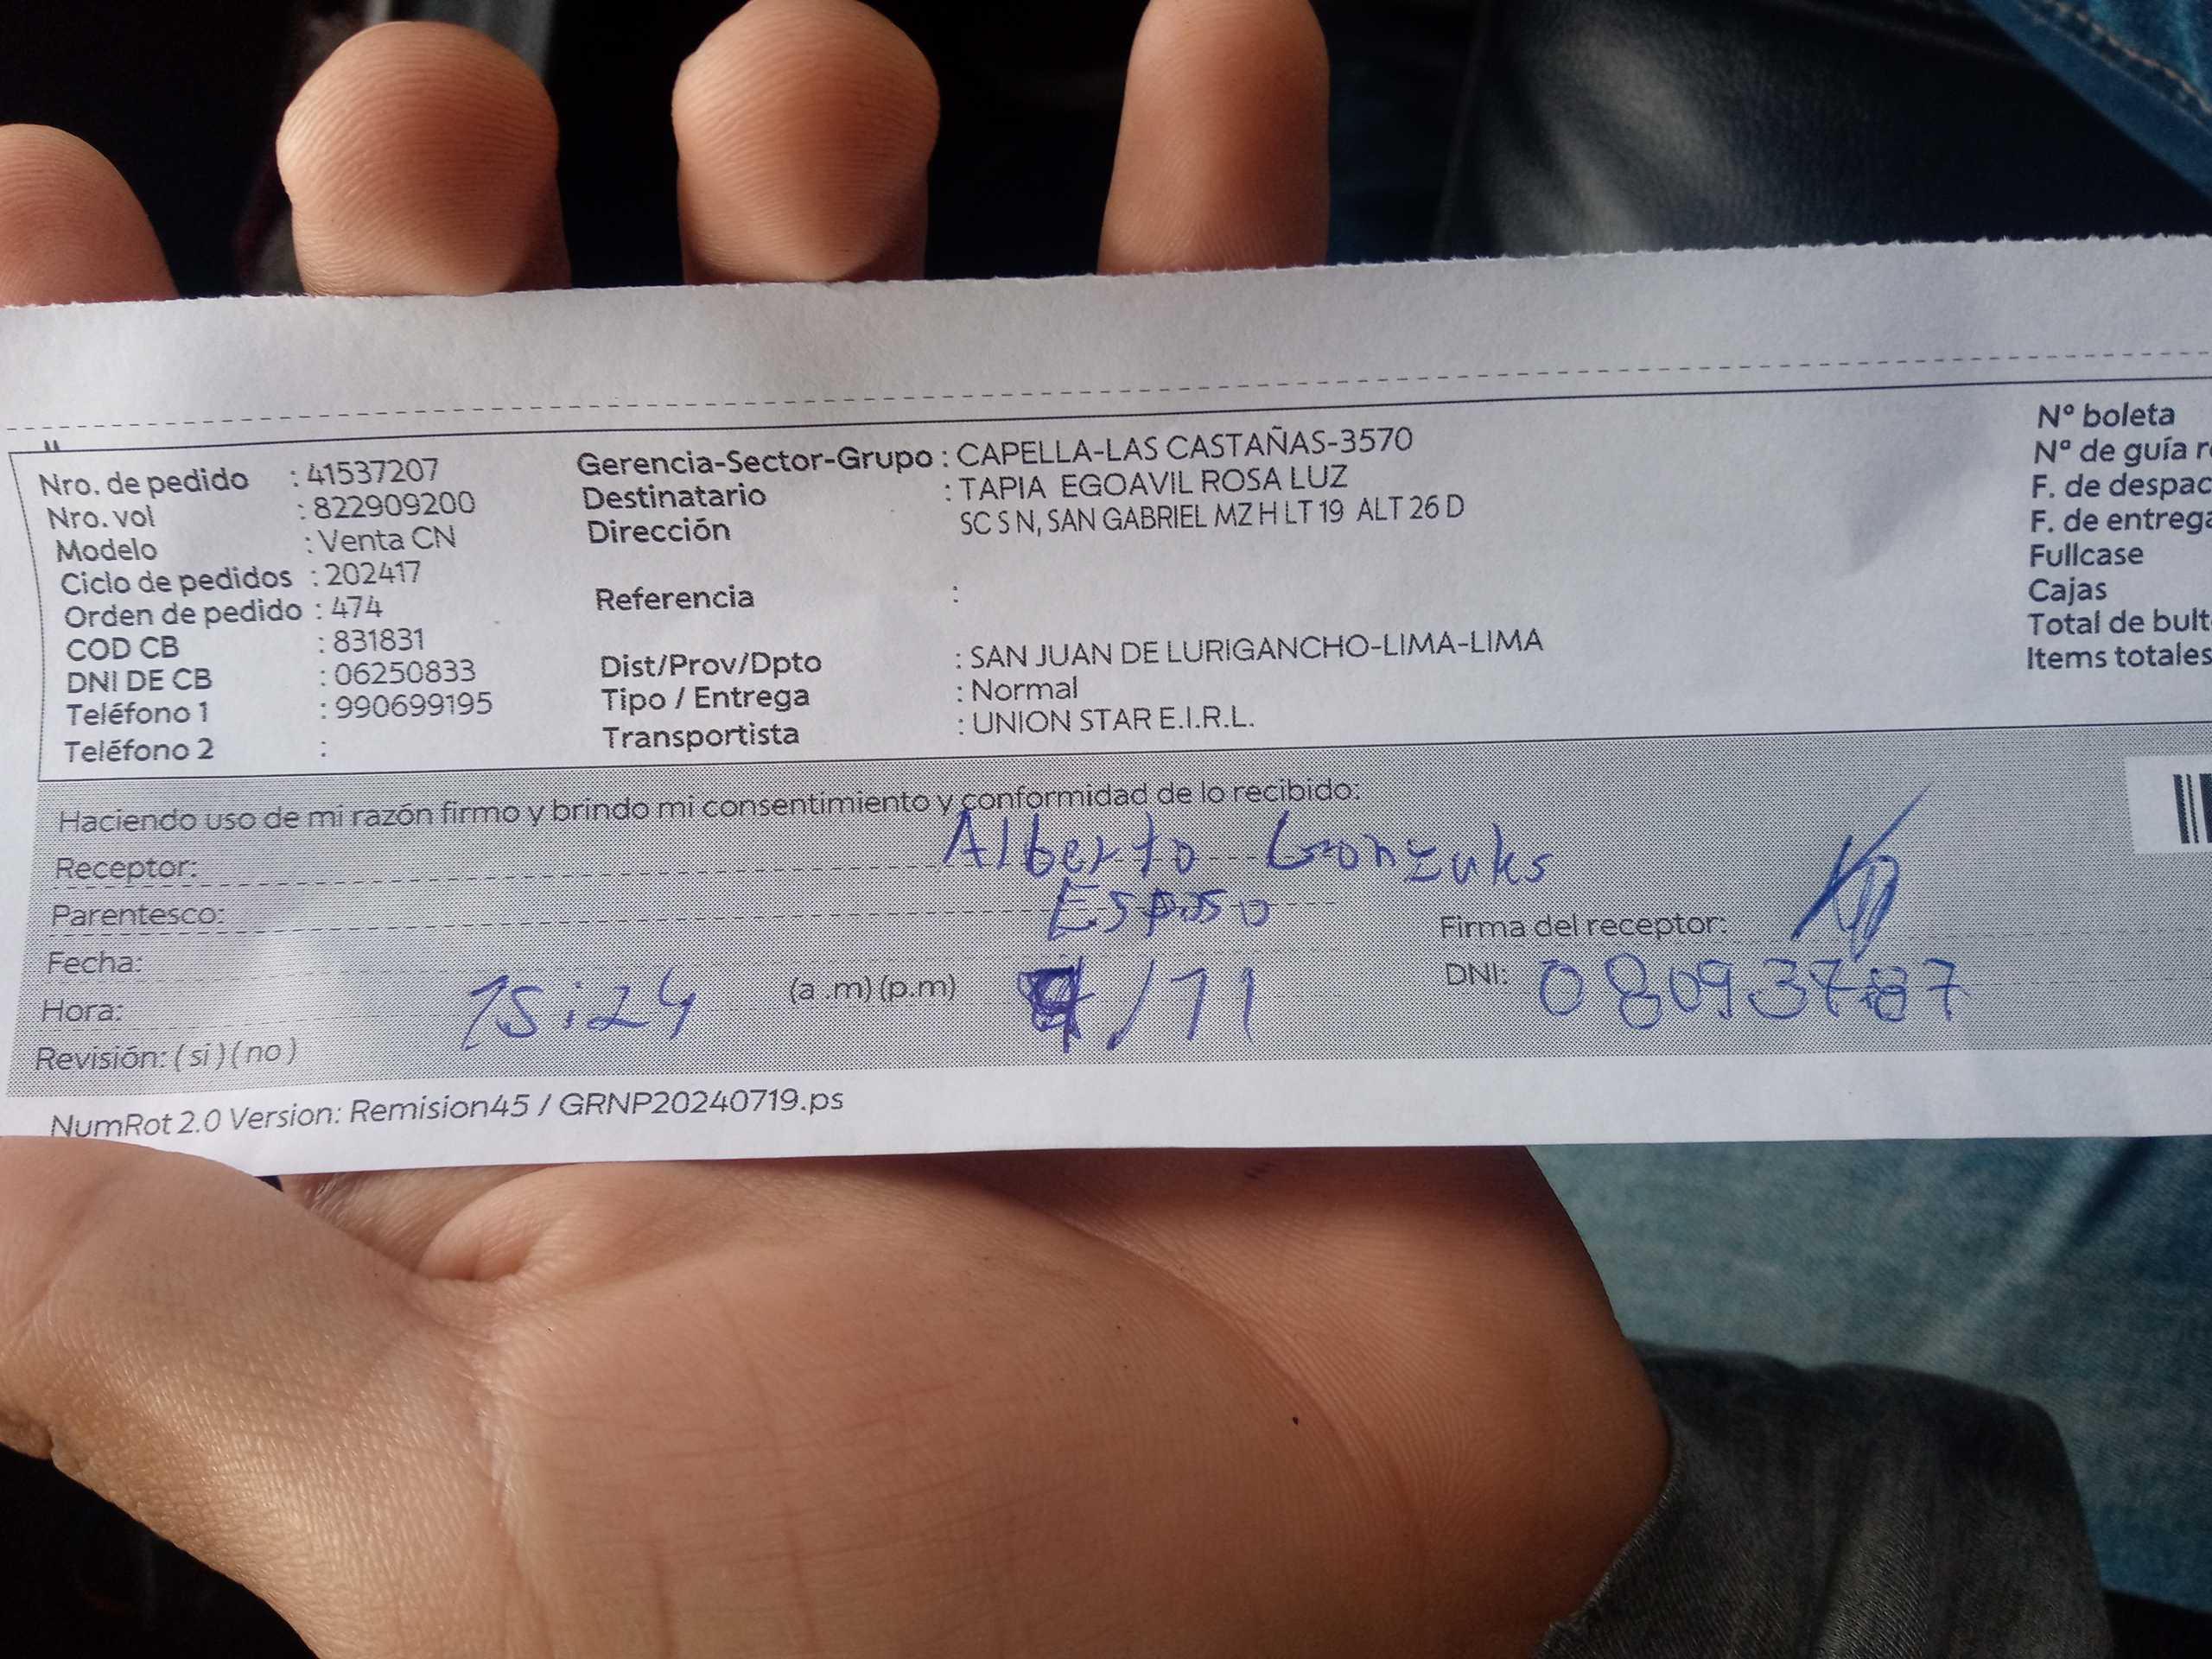 Nro. de pedido : 41537207
Nro. vol : 822909200
Modelo : Venta CN
Ciclo de pedidos : 202417
Orden de pedido : 474
COD CB : 831831
DNI DE CB : 06250833
Teléfono 1 : 990699195
Teléfono 2 :
Gerencia-Sector-Grupo : CAPELLA-LAS CASTAÑAS-3570
Destinatario : TAPIA EGOAVIL ROSA LUZ
Dirección SC S N, SAN GABRIEL MZ H LT 19 ALT 26 D
Referencia :
Dist/Prov/Dpto : SAN JUAN DE LURIGANCHO-LIMA-LIMA
Tipo / Entrega : Normal
Transportista : UNION STAR E.I.R.L.
Nº boleta
Nº de guía r
F. de despac
F. de entrega
Fullcase
Cajas
Total de bult
Items totales
Haciendo uso de mi razón firmo y brindo mi consentimiento y conformidad de lo recibido:
Receptor: Alberto
Parentesco: Esposo
Firma del receptor:
Fecha: /11
Hora: 15:24 (a .m) (p.m)
DNI:
Revisión: ( si ) ( no )
NumRot 2.0 Version: Remision45 / GRNP20240719.ps